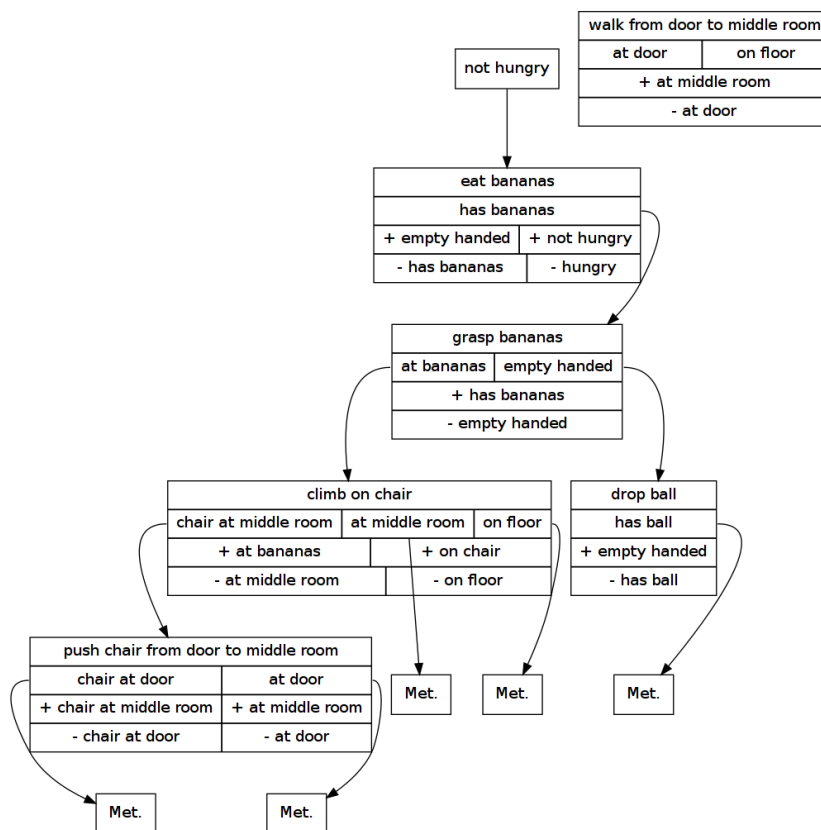 walk from door to middle room
at door on floor
+ at middle room
- at door
not hungry
eat bananas
has bananas
+ empty handed + not hungry
- has bananas - hungry
grasp bananas
at bananas empty handed
+ has bananas
- empty handed
climb on chair
chair at middle room at middle room on floor
+ at bananas + on chair
- at middle room - on floor
drop ball
has ball
+ empty handed
- has ball
push chair from door to middle room
chair at door at door
+ chair at middle room + at middle room
- chair at door - at door
Met.
Met.
Met.
Met.
Met.